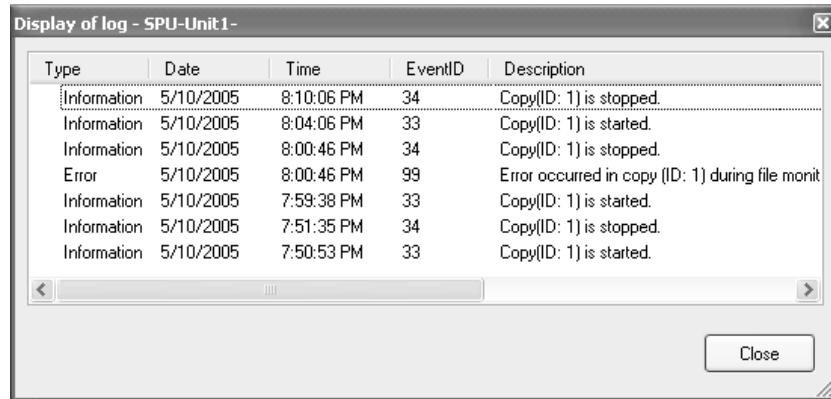 Display of log - SPU-Unit1-
Type Date Time EventID Description
Information 5/10/2005 8:10:06 PM 34 Copy(ID: 1) is stopped.
Information 5/10/2005 8:04:06 PM 33 Copy(ID: 1) is started.
Information 5/10/2005 8:00:46 PM 34 Copy(ID: 1) is stopped.
Error 5/10/2005 8:00:46 PM 99 Error occurred in copy (ID: 1) during file monit
Information 5/10/2005 7:59:38 PM 33 Copy(ID: 1) is started.
Information 5/10/2005 7:51:35 PM 34 Copy(ID: 1) is stopped.
Information 5/10/2005 7:50:53 PM 33 Copy(ID: 1) is started.
Close